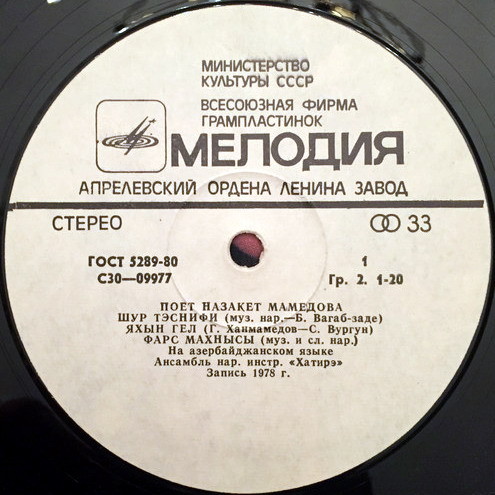 МИНИСТЕРСТВО
КУЛЬТУРЫ СССР
ВСЕСОЮЗНАЯ ФИРМА
ГРАМПЛАСТИНОК
МЕЛОДИЯ
АПРЕЛЕВСКИЙ ОРДЕНА ЛЕНИНА ЗАВОД
СТЕРЕО 33
ГОСТ 5289-80 1
С30—09977 Гр. 2. 1-20
ПОЕТ НАЗАКЕТ МАМЕДОВА
ШУР ТЭСНИФИ (муз. нар.—Б. Вагаб-заде)
ЯХЫН ГЕЛ (Г. Ханмамедов—С. Вургун)
ФАРС МАХНЫСЫ (муз. и сл. нар.)
На азербайджанском языке
Ансамбль нар. инстр. «Хатирэ»
Запись 1978 г.